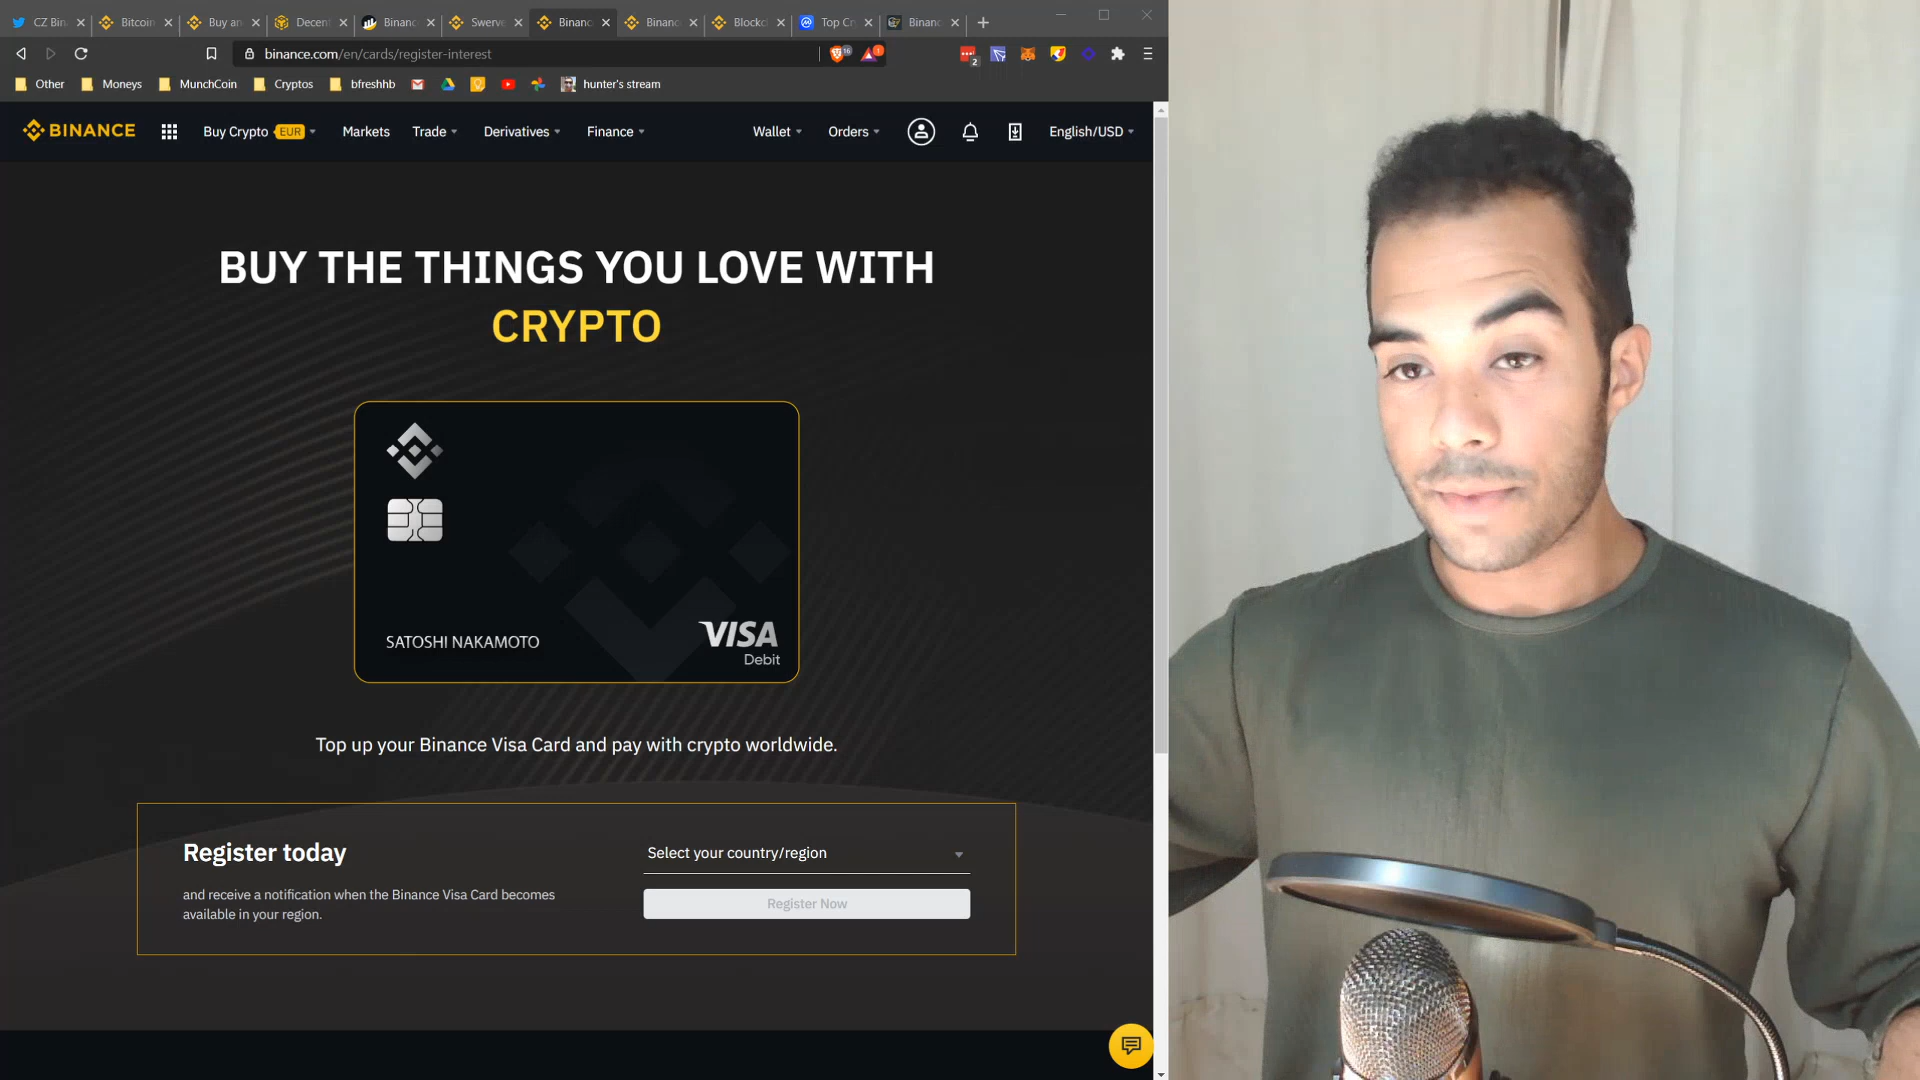 CZ Bin
Bitcoin
Buy an
Decent
Binanc
Swerve
Binanc
Binanc
Blockc
Top Cr
Binanc
binance.com/en/cards/register-interest
16
1
2
Other
Moneys
MunchCoin
Cryptos
bfreshhb
hunter's stream
BINANCE
Buy Crypto EUR
Markets
Trade
Derivatives
Finance
Wallet
Orders
English/USD
BUY THE THINGS YOU LOVE WITH
CRYPTO
SATOSHI NAKAMOTO
VISA
Debit
Top up your Binance Visa Card and pay with crypto worldwide.
Register today
and receive a notification when the Binance Visa Card becomes
available in your region.
Select your country/region
Register Now